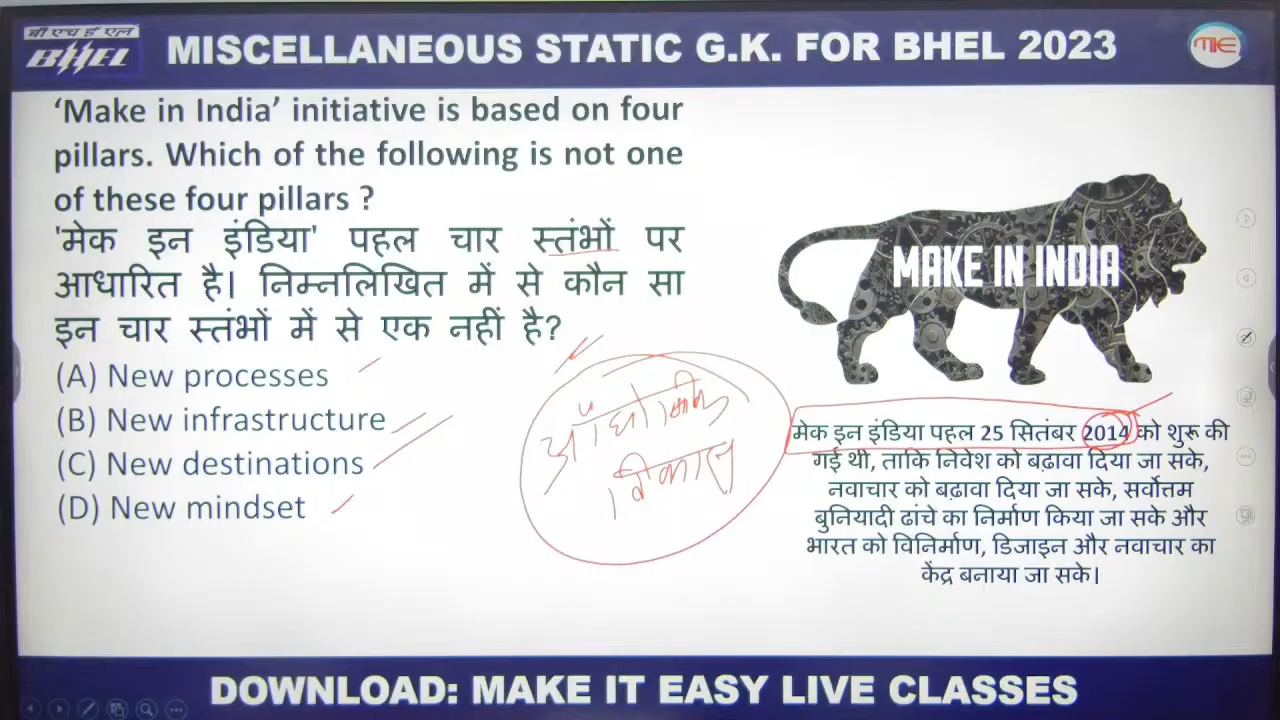 बी एच ई एल
BHEL
MISCELLANEOUS STATIC G.K. FOR BHEL 2023
MIE
‘Make in India’ initiative is based on four
pillars. Which of the following is not one
of these four pillars ?
'मेक इन इंडिया' पहल चार स्तंभों पर
आधारित है। निम्नलिखित में से कौन सा
इन चार स्तंभों में से एक नहीं है?
(A) New processes
(B) New infrastructure
(C) New destinations
(D) New mindset
औद्योगिक
विकास
MAKE IN INDIA
मेक इन इंडिया पहल 25 सितंबर 2014 को शुरू की
गई थी, ताकि निवेश को बढ़ावा दिया जा सके,
नवाचार को बढ़ावा दिया जा सके, सर्वोत्तम
बुनियादी ढांचे का निर्माण किया जा सके और
भारत को विनिर्माण, डिजाइन और नवाचार का
केंद्र बनाया जा सके।
DOWNLOAD: MAKE IT EASY LIVE CLASSES